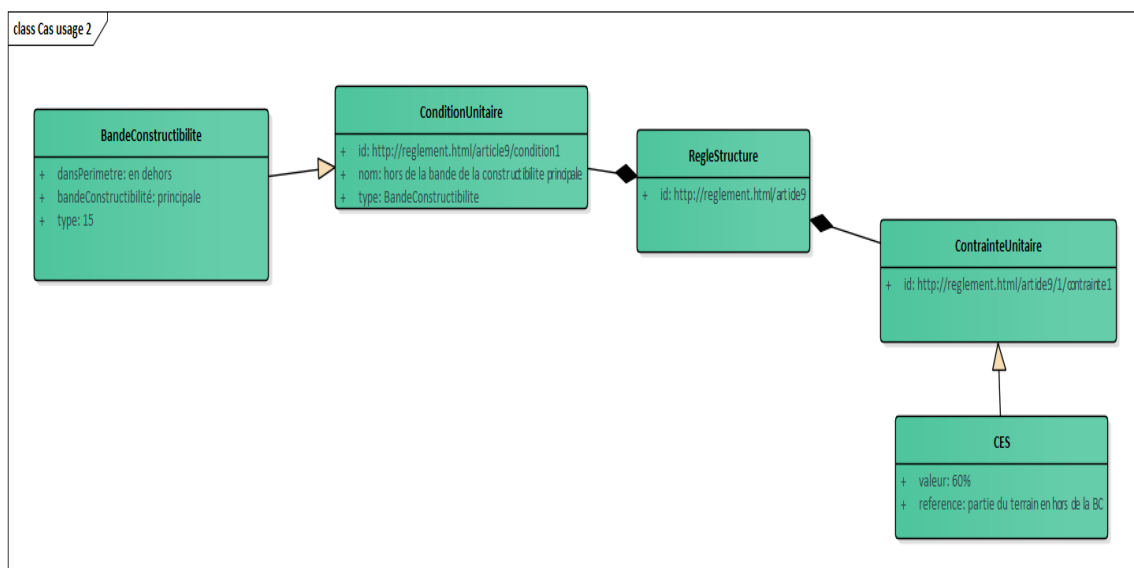 class Cas usage 2
BandeConstructibilite
+ dansPerimetre: en dehors
+ bandeConstructibilité: principale
+ type: 15
ConditionUnitaire
+ id: http://reglement.html/article9/condition1
+ nom: hors de la bande de la constructibilite principale
+ type: BandeConstructibilite
RegleStructure
+ id: http://reglement.html/article9
ContrainteUnitaire
+ id: http://reglement.html/article9/1/contrainte1
CES
+ valeur: 60%
+ reference: partie du terrain en hors de la BC